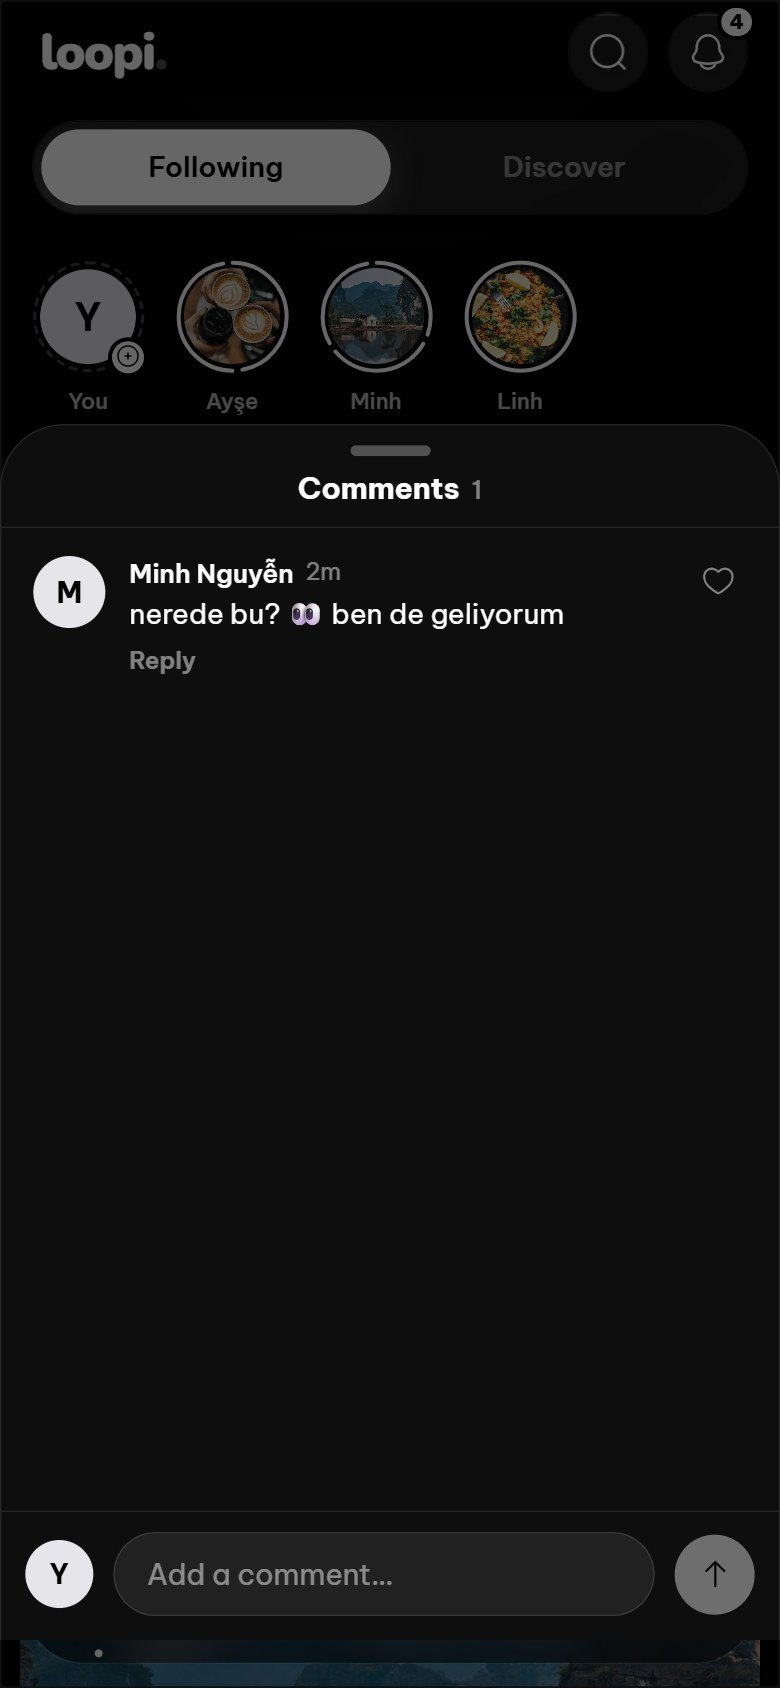 loopi.
4
Following
Discover
Y
You
Ayşe
Minh
Linh
Comments 1
M
Minh Nguyễn 2m
nerede bu? 👀 ben de geliyorum
Reply
Y
Add a comment...